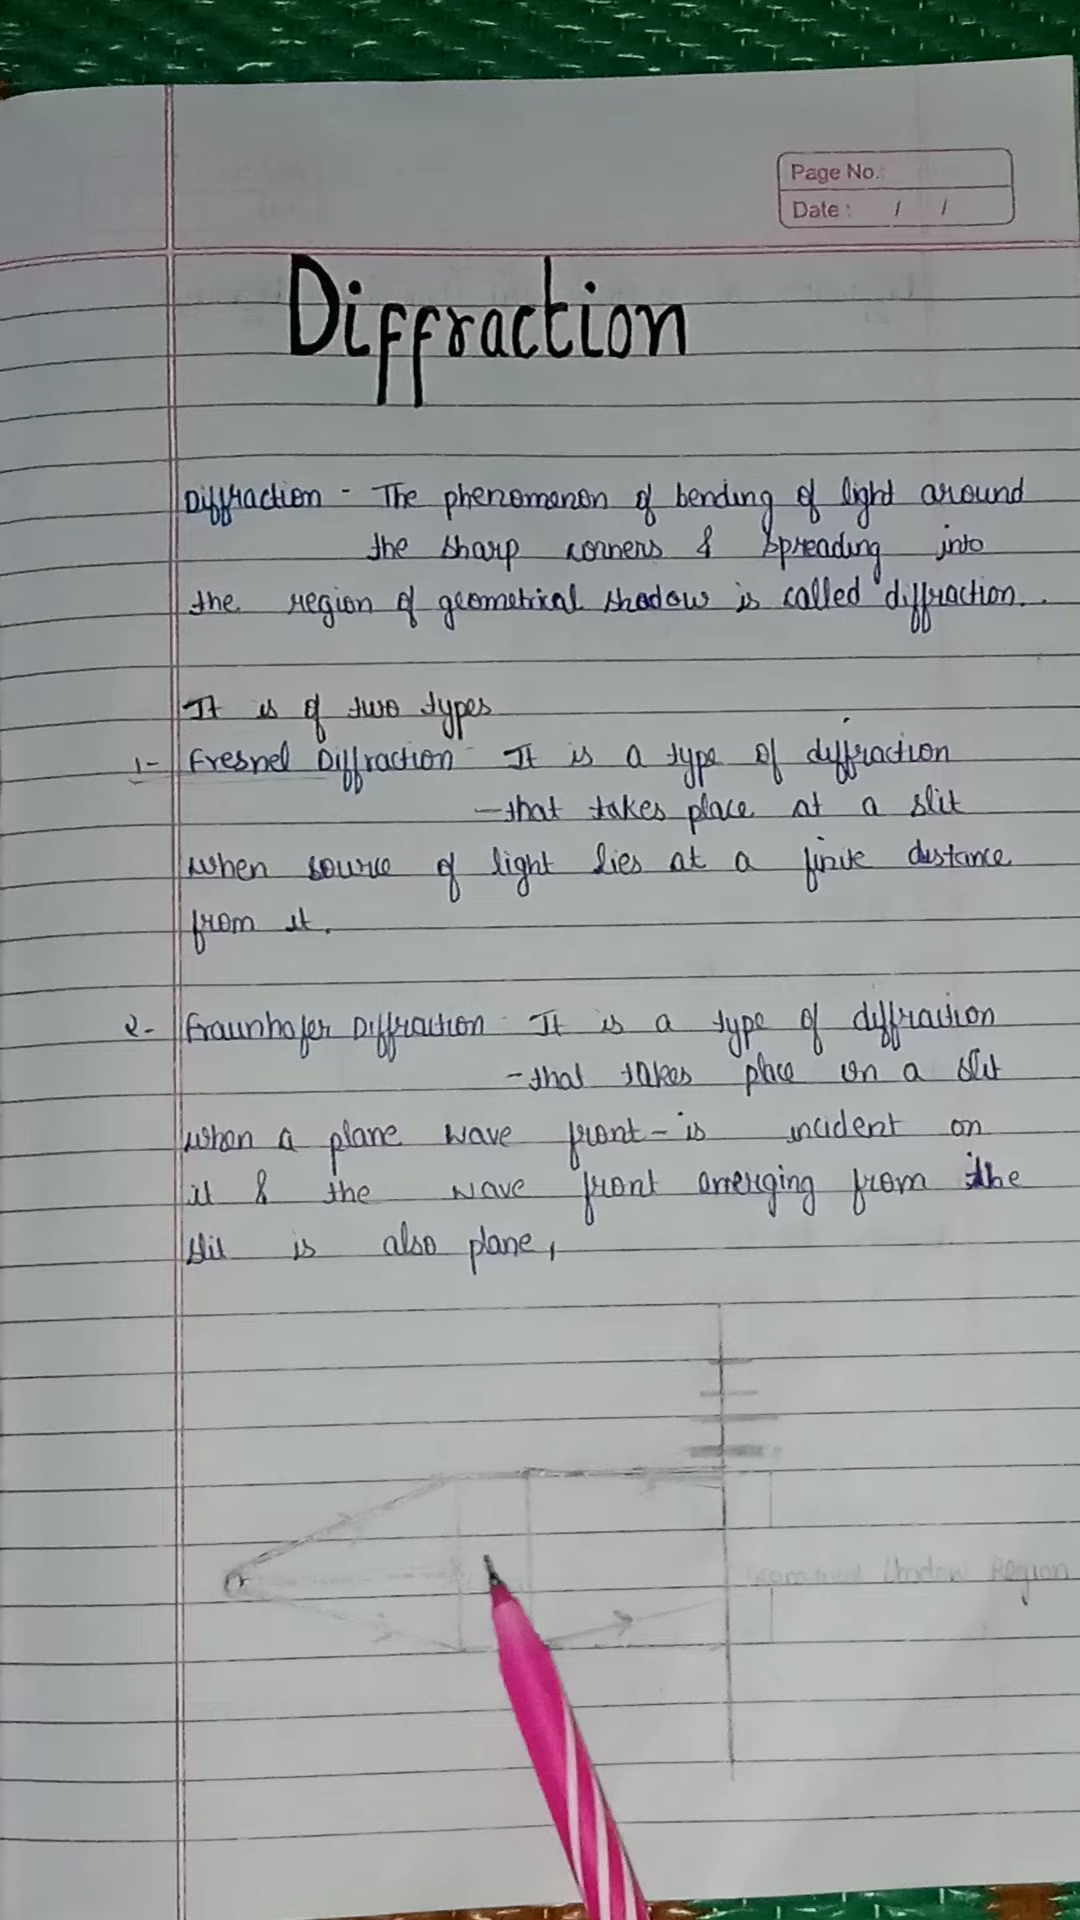 Page No.:
Date : / /
Diffraction
Diffraction - The phenomenon of bending of light around
the sharp corners & spreading into
the region of geometrical shadow is called diffraction.
It is of two types
1- Fresnel Diffraction It is a type of diffraction
that takes place at a slit
when source of light lies at a finite distance
from it.
2- Fraunhofer Diffraction It is a type of diffraction
that takes place on a slit
when a plane wave front is incident on
it & the wave front emerging from the
slit is also plane,
Region